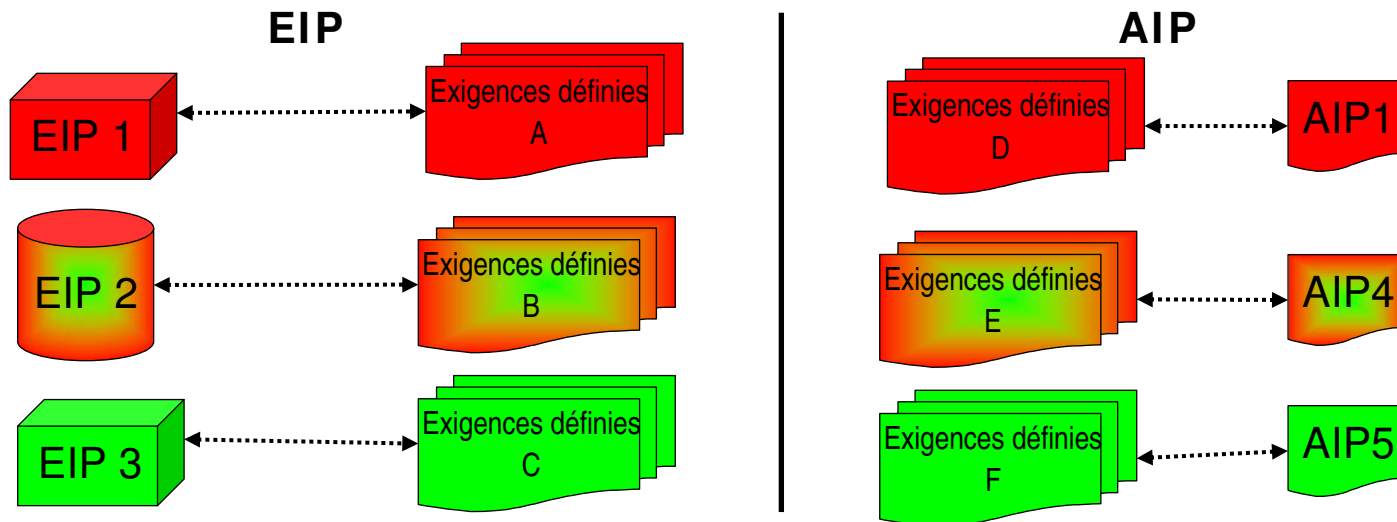 EIP
AIP
EIP 1
Exigences définies
A
Exigences définies
D
AIP1
EIP 2
Exigences définies
B
Exigences définies
E
AIP4
EIP 3
Exigences définies
C
Exigences définies
F
AIP5